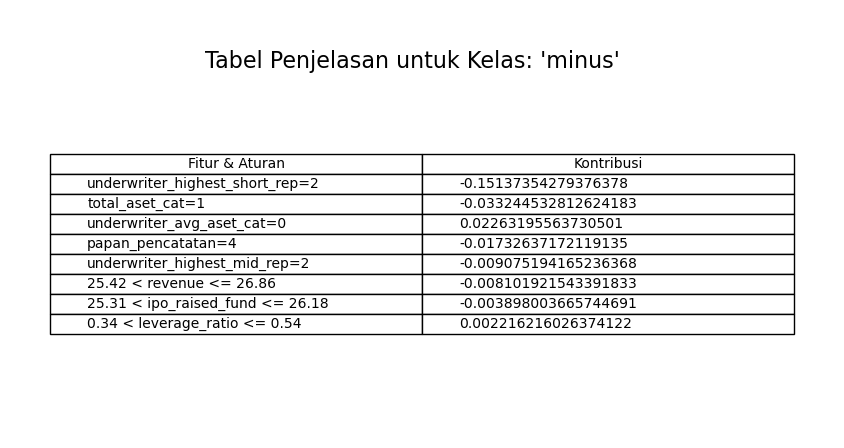 Tabel Penjelasan untuk Kelas: 'minus'
Fitur & Aturan Kontribusi
underwriter_highest_short_rep=2 -0.15137354279376378
total_aset_cat=1 -0.033244532812624183
underwriter_avg_aset_cat=0 0.02263195563730501
papan_pencatatan=4 -0.01732637172119135
underwriter_highest_mid_rep=2 -0.009075194165236368
25.42 < revenue <= 26.86 -0.008101921543391833
25.31 < ipo_raised_fund <= 26.18 -0.003898003665744691
0.34 < leverage_ratio <= 0.54 0.002216216026374122